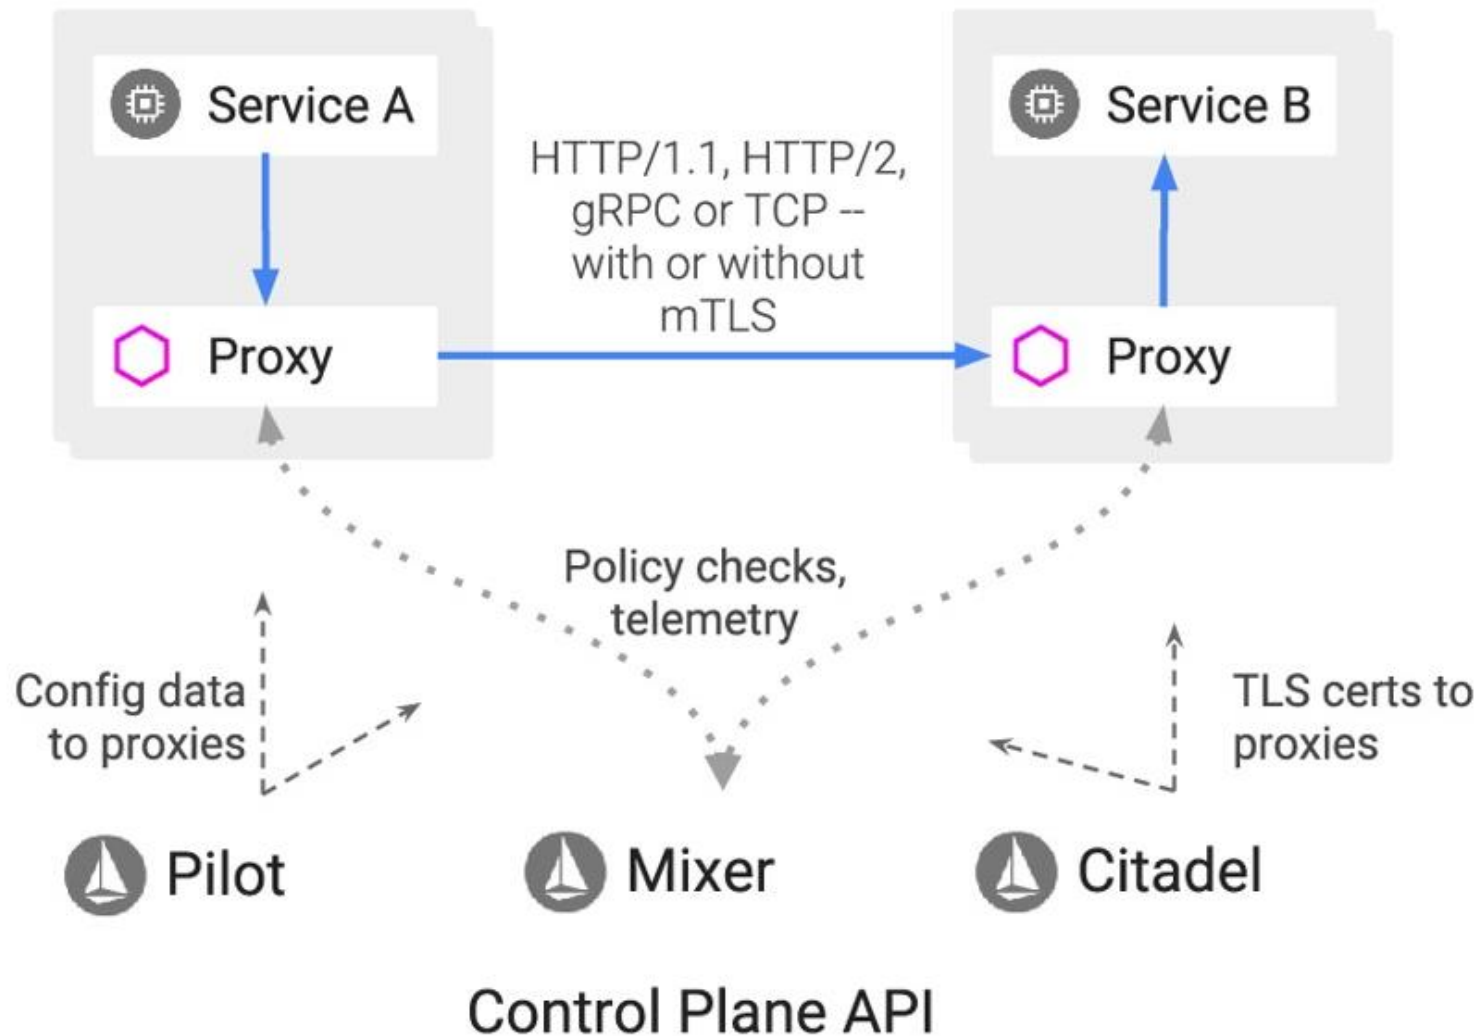 Service A
Service B
HTTP/1.1, HTTP/2,
gRPC or TCP --
with or without
mTLS
Proxy
Proxy
Policy checks,
telemetry
Config data
to proxies
TLS certs to
proxies
Pilot
Mixer
Citadel
Control Plane API